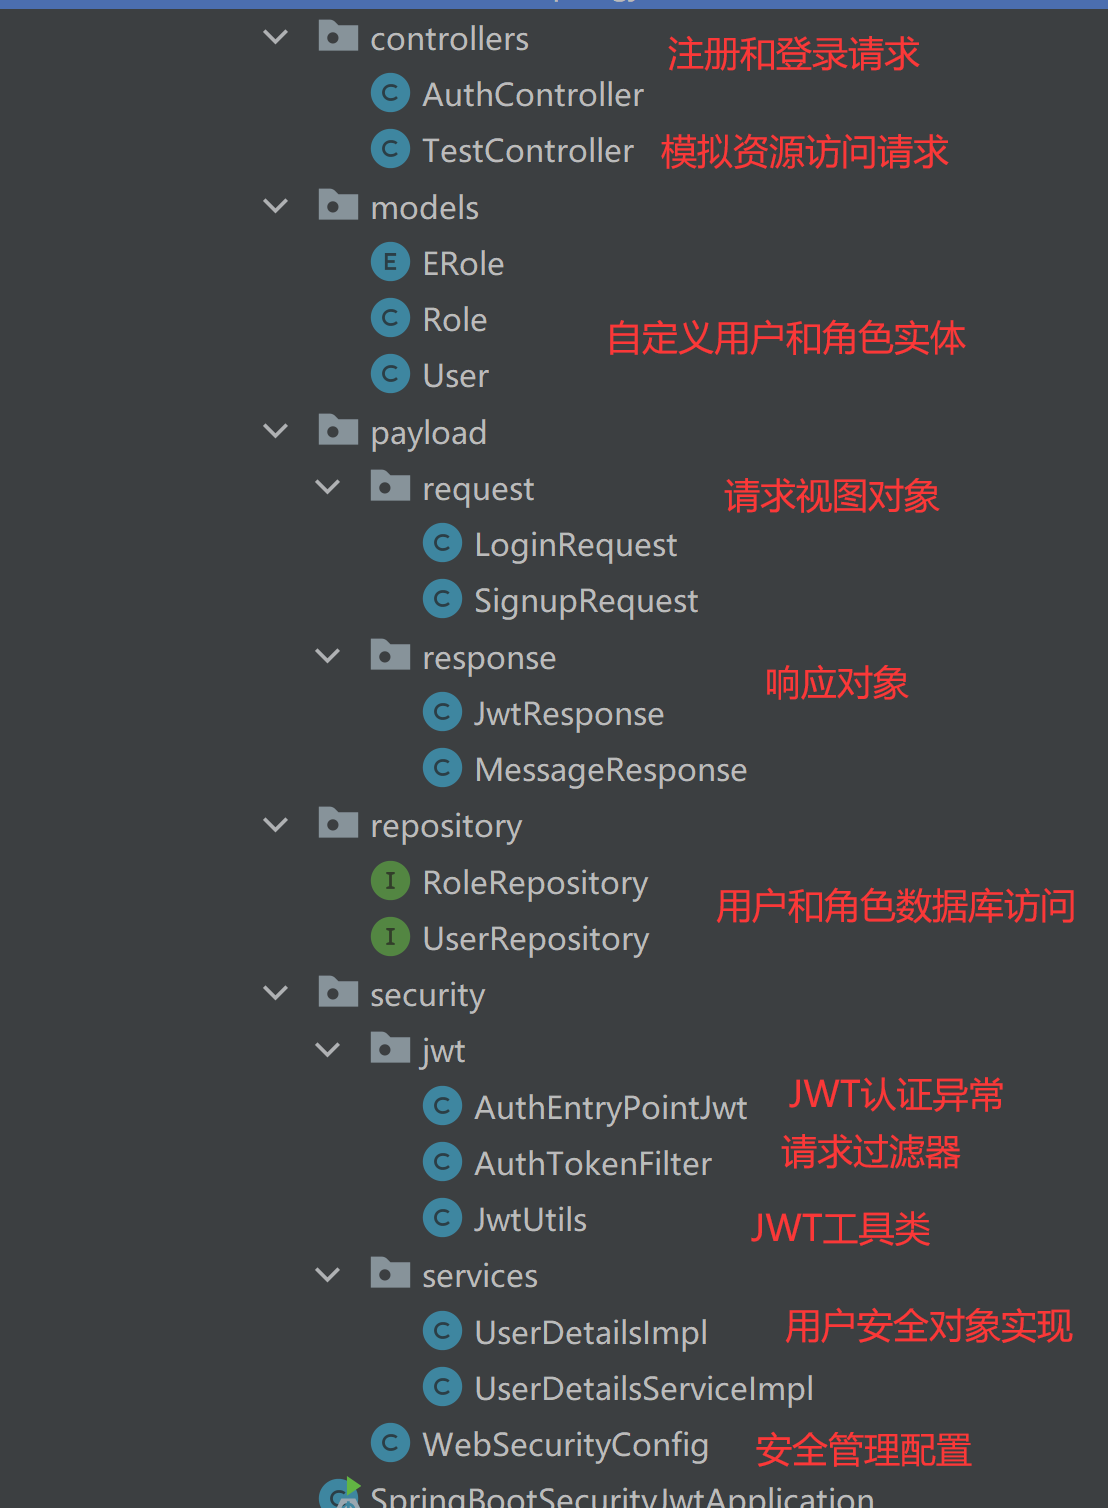 controllers
注册和登录请求
AuthController
TestController 模拟资源访问请求
models
ERole
Role
自定义用户和角色实体
User
payload
request 请求视图对象
LoginRequest
SignupRequest
response
响应对象
JwtResponse
MessageResponse
repository
RoleRepository
用户和角色数据库访问
UserRepository
security
jwt
AuthEntryPointJwt JWT认证异常
AuthTokenFilter 请求过滤器
JwtUtils JWT工具类
services
UserDetailsImpl 用户安全对象实现
UserDetailsServiceImpl
WebSecurityConfig 安全管理配置
SpringBootSecurityJwtApplication